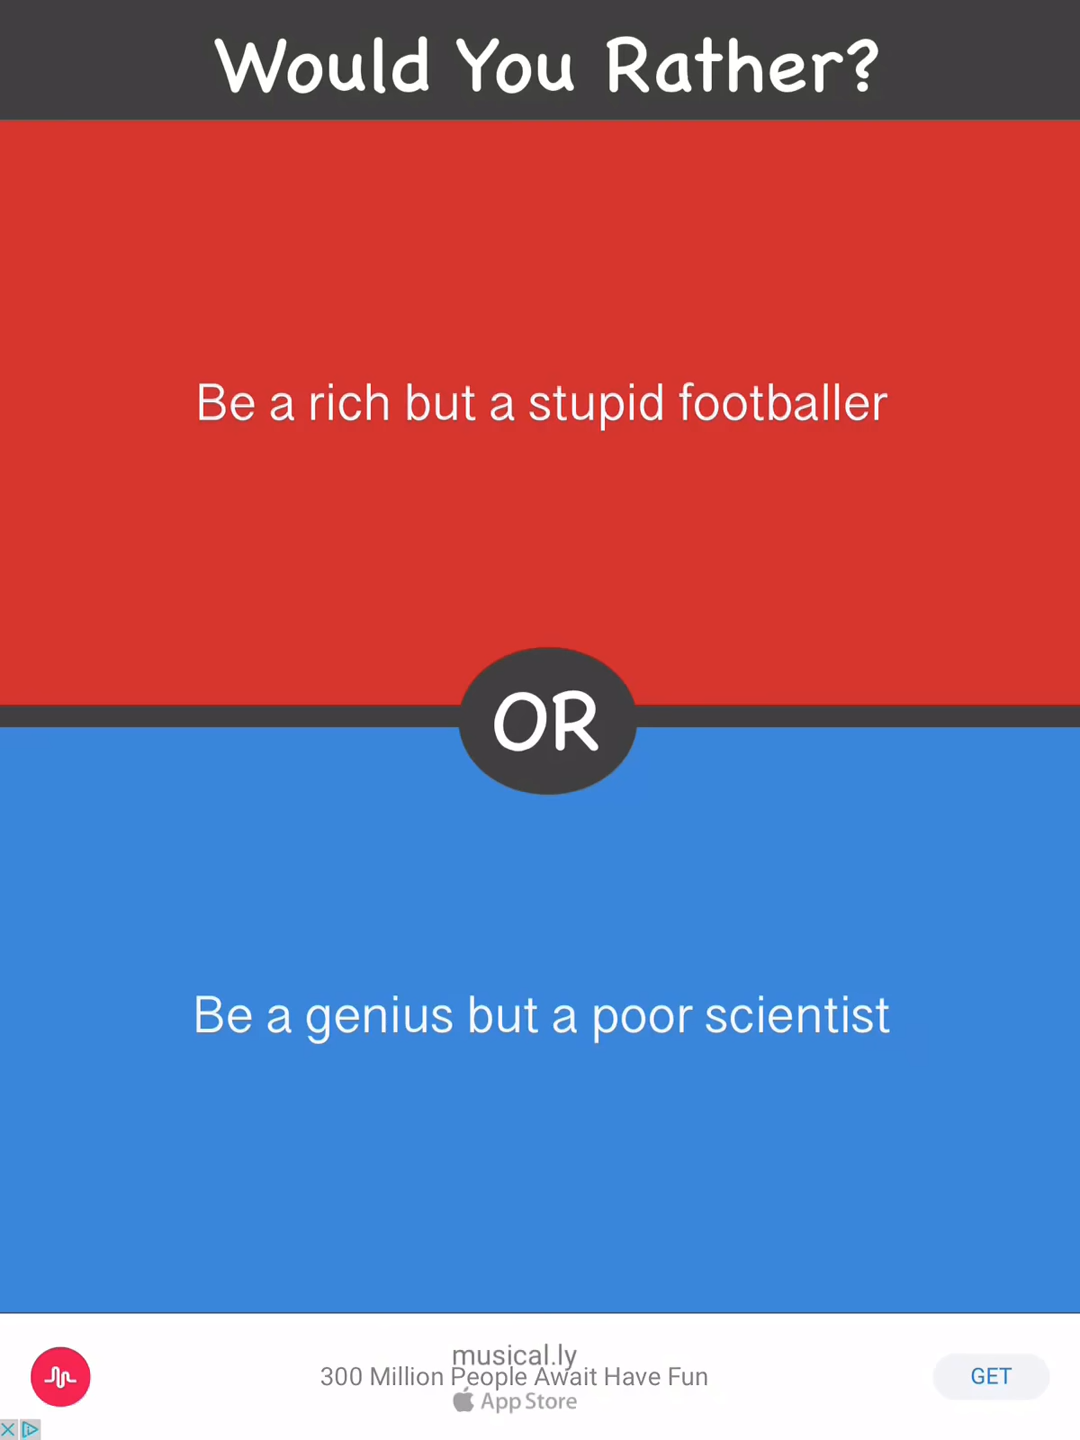 Would You Rather?
Be a rich but a stupid footballer
OR
Be a genius but a poor scientist
musical.ly
300 Million People Await Have Fun
App Store
GET